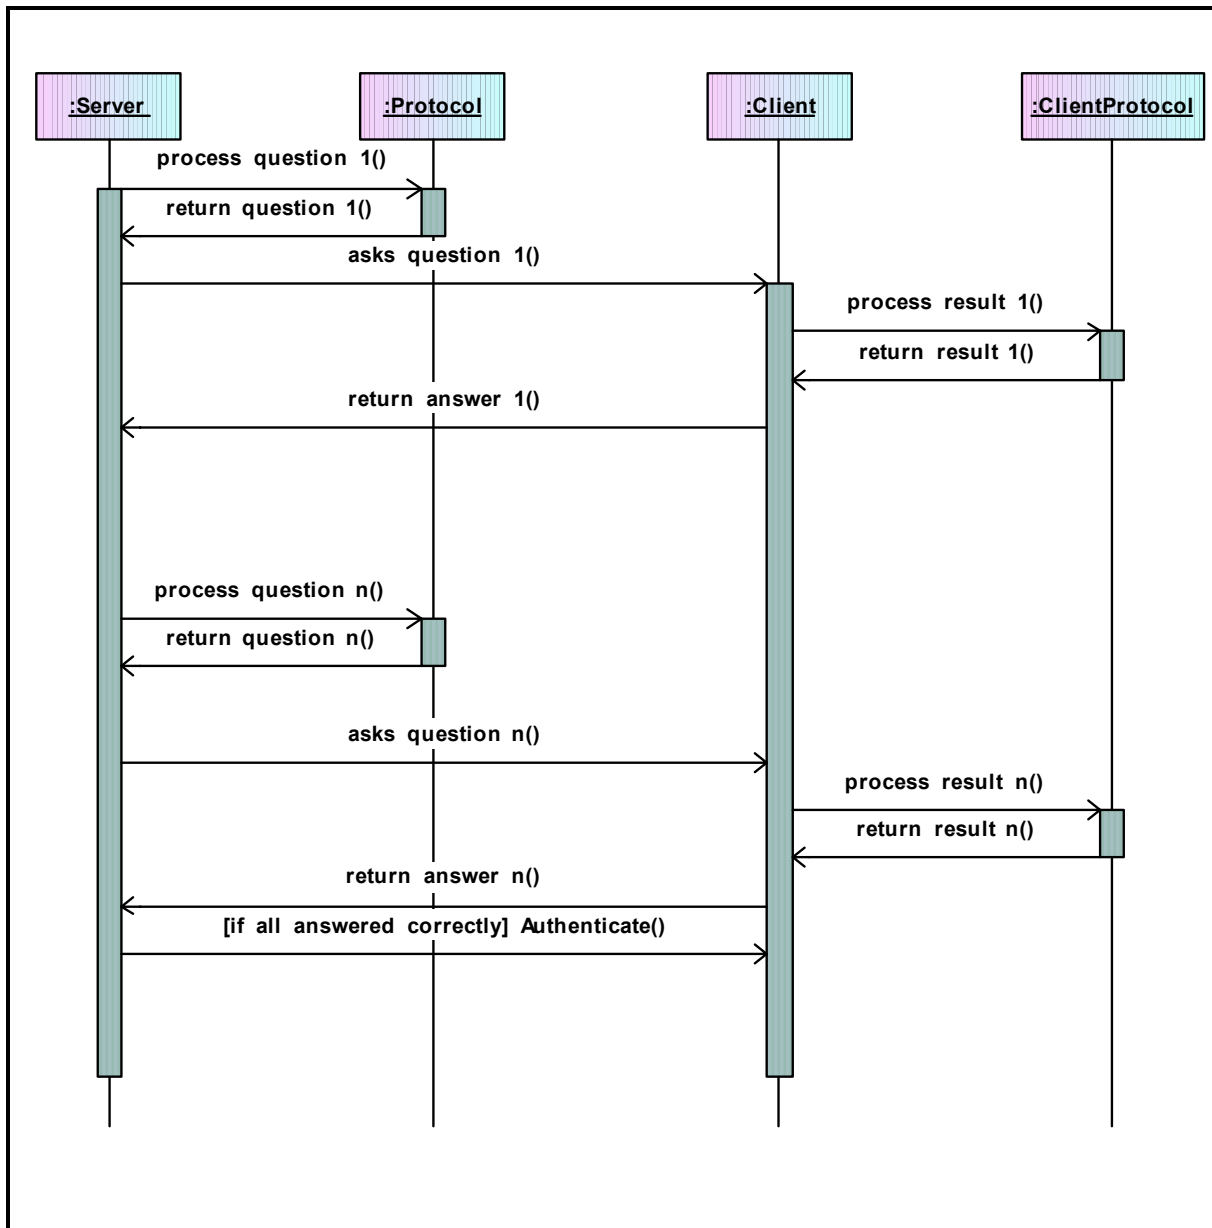 :Server
:Protocol
:Client
:ClientProtocol
process question 1()
return question 1()
asks question 1()
process result 1()
return result 1()
return answer 1()
process question n()
return question n()
asks question n()
process result n()
return result n()
return answer n()
[if all answered correctly] Authenticate()